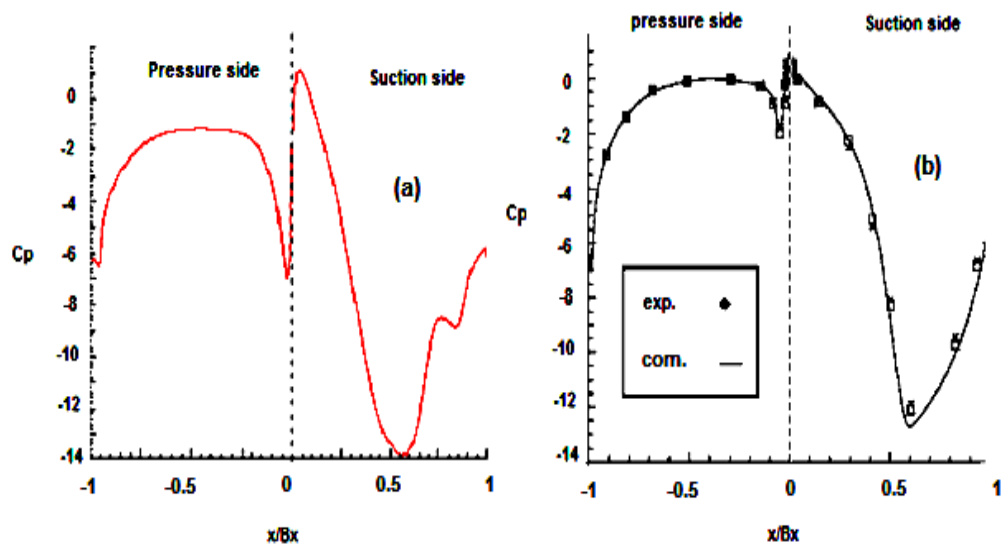 pressure side
Suction side
Pressure side
Suction side
0
-2
-4
-6
-8
-10
-12
-14
Cp
(a)
-1
-0.5
0
0.5
1
x/Bx
0
-2
-4
-6
-8
-10
-12
-14
Cp
(b)
exp.
com.
-1
-0.5
0
0.5
1
x/Bx